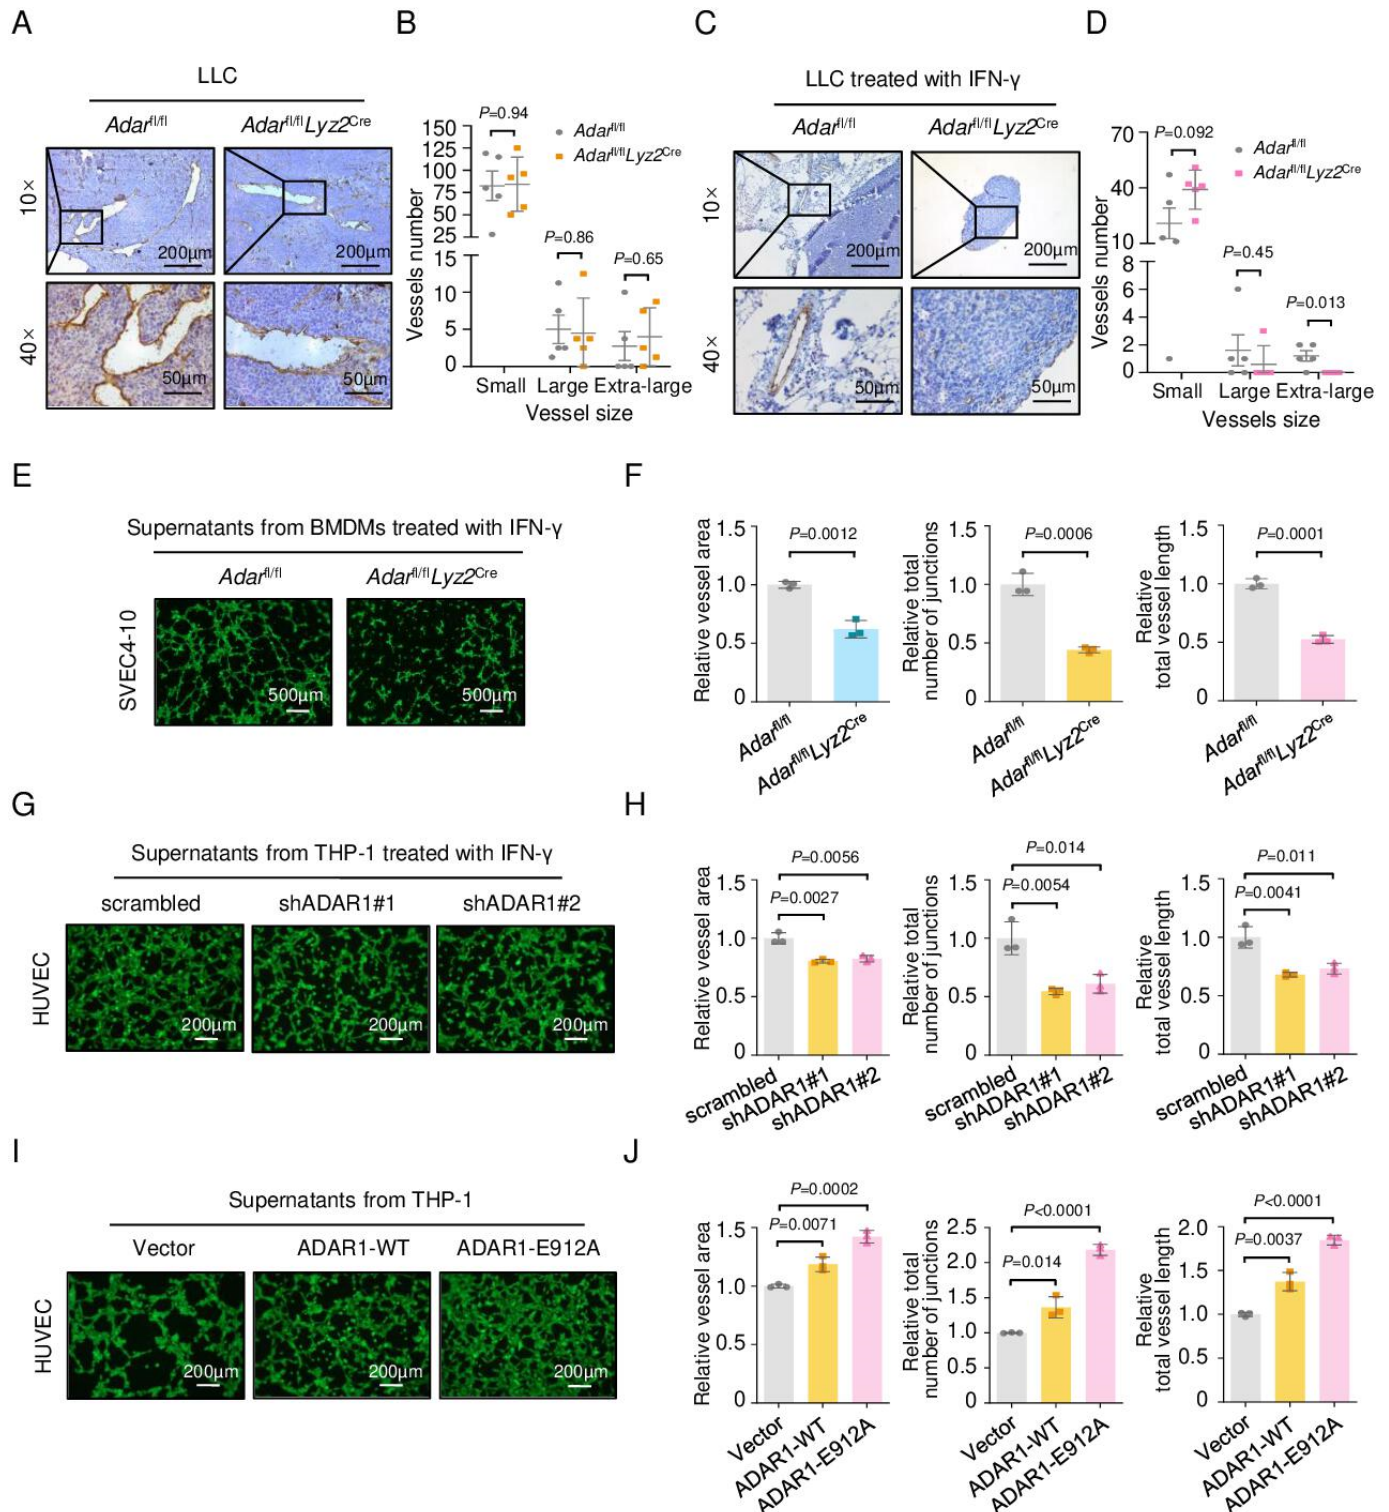 A
LLC
Adarfl/fl
Adarfl/flLyz2Cre
10×
200μm
200μm
40×
50μm
50μm
B
P=0.94
Adarfl/fl
Adarfl/flLyz2Cre
150
125
100
75
50
25
15
10
5
0
P=0.86
P=0.65
Vessels number
Small
Large
Extra-large
Vessel size
C
LLC treated with IFN-γ
Adarfl/fl
Adarfl/flLyz2Cre
10×
200μm
200μm
40×
50μm
50μm
D
70
40
10
8
6
4
2
0
P=0.092
Adarfl/fl
Adarfl/flLyz2Cre
P=0.45
P=0.013
Vessels number
Small
Large
Extra-large
Vessels size
E
Supernatants from BMDMs treated with IFN-γ
Adarfl/fl
Adarfl/flLyz2Cre
SVEC4-10
500μm
500μm
F
Relative vessel area
1.5
1.0
0.5
0
P=0.0012
Adarfl/fl
Adarfl/flLyz2Cre
Relative total
number of junctions
1.5
1.0
0.5
0
P=0.0006
Adarfl/fl
Adarfl/flLyz2Cre
Relative
total vessel length
1.5
1.0
0.5
0
P=0.0001
Adarfl/fl
Adarfl/flLyz2Cre
G
Supernatants from THP-1 treated with IFN-γ
scrambled
shADAR1#1
shADAR1#2
HUVEC
200μm
200μm
200μm
H
Relative vessel area
1.5
1.0
0.5
0
P=0.0056
P=0.0027
scrambled
shADAR1#1
shADAR1#2
Relative total
number of junctions
1.5
1.0
0.5
0
P=0.014
P=0.0054
scrambled
shADAR1#1
shADAR1#2
Relative
total vessel length
1.5
1.0
0.5
0
P=0.011
P=0.0041
scrambled
shADAR1#1
shADAR1#2
I
Supernatants from THP-1
Vector
ADAR1-WT
ADAR1-E912A
HUVEC
200μm
200μm
200μm
J
Relative vessel area
1.5
1.0
0.5
0
P=0.0002
P=0.0071
Vector
ADAR1-WT
ADAR1-E912A
Relative total
number of junctions
2.5
2.0
1.5
1.0
0.5
0
P<0.0001
P=0.014
Vector
ADAR1-WT
ADAR1-E912A
Relative
total vessel length
2.0
1.5
1.0
0.5
0
P<0.0001
P=0.0037
Vector
ADAR1-WT
ADAR1-E912A